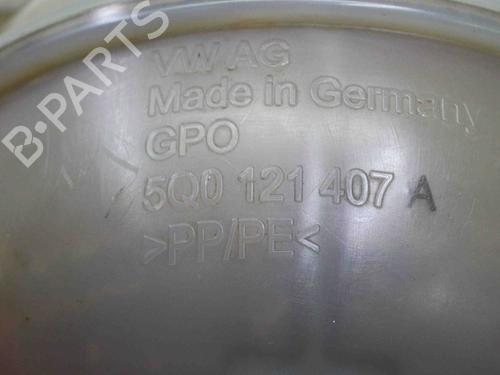 VW AG
Made in Germany
GPO
5Q0 121 407 A
>PP/PE<
B-PARTS